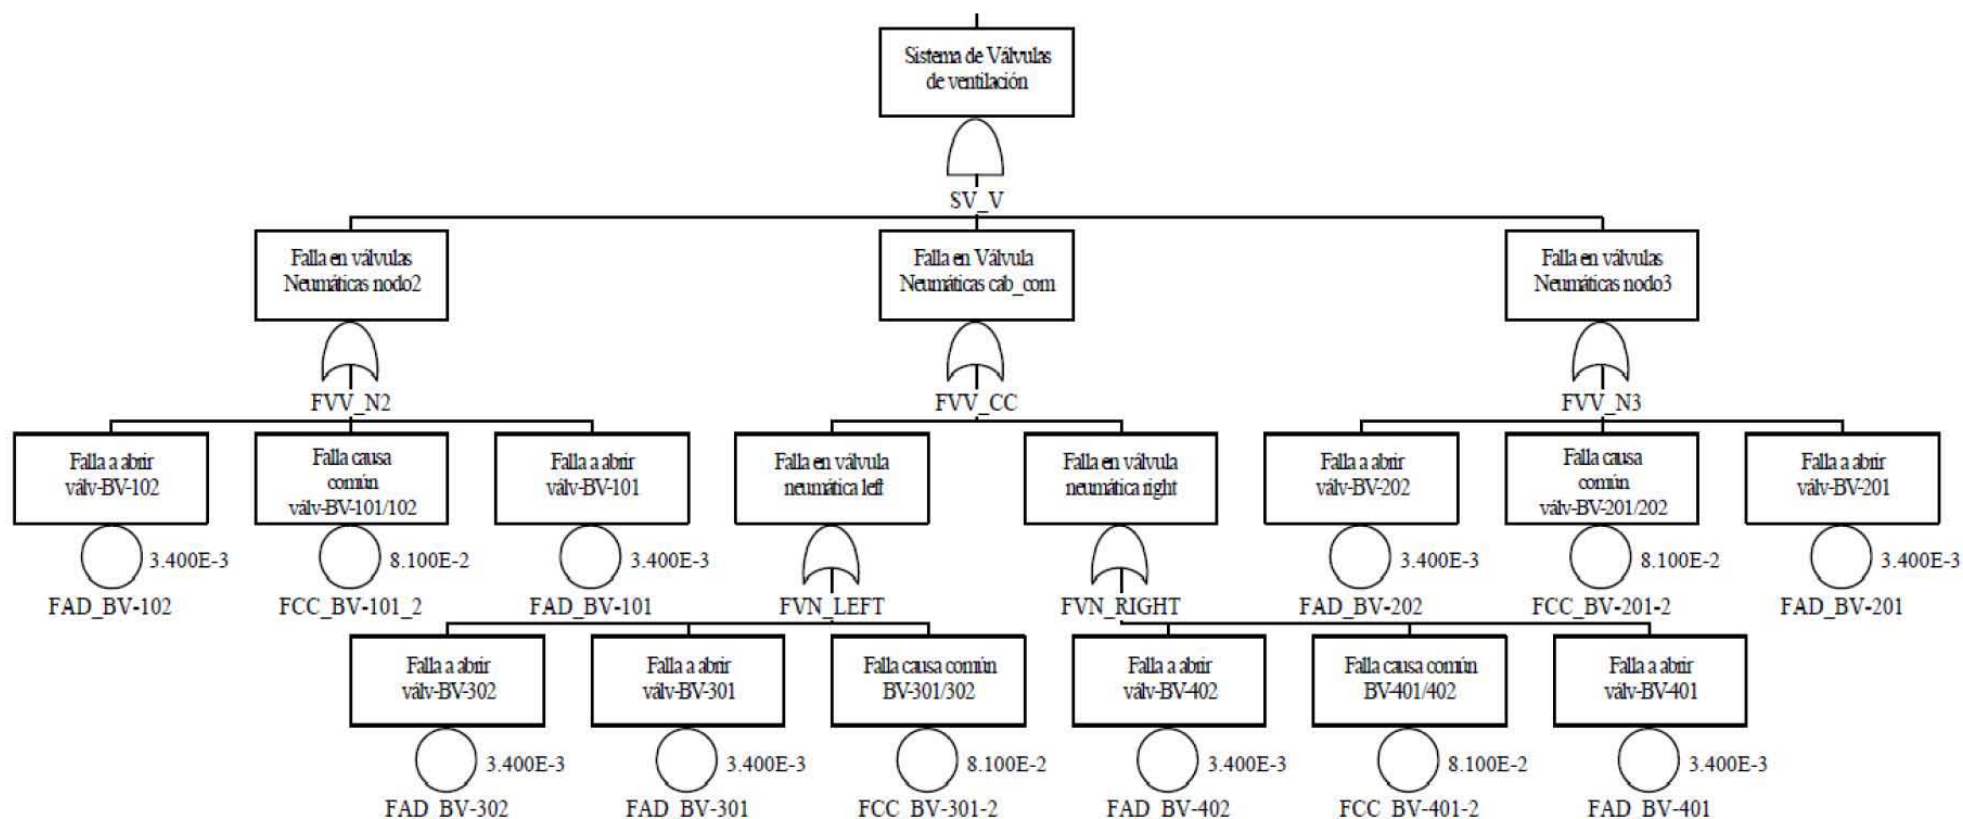 Sistema de Válvulas
de ventilación
SV_V
Falla en válvulas
Neumáticas nodo2
Falla en Válvula
Neumáticas cab_com
Falla en válvulas
Neumáticas nodo3
FVV_N2
FVV_CC
FVV_N3
Falla a abrir
válv-BV-102
Falla causa
común
válv-BV-101/102
Falla a abrir
válv-BV-101
Falla en válvula
neumática left
Falla en válvula
neumática right
Falla a abrir
válv-BV-202
Falla causa
común
válv-BV-201/202
Falla a abrir
válv-BV-201
3.400E-3
8.100E-2
3.400E-3
3.400E-3
8.100E-2
3.400E-3
FAD_BV-102
FCC_BV-101_2
FAD_BV-101
FVN_LEFT
FVN_RIGHT
FAD_BV-202
FCC_BV-201-2
FAD_BV-201
Falla a abrir
válv-BV-302
Falla a abrir
válv-BV-301
Falla causa común
BV-301/302
Falla a abrir
válv-BV-402
Falla causa común
BV-401/402
Falla a abrir
válv-BV-401
3.400E-3
3.400E-3
8.100E-2
3.400E-3
8.100E-2
3.400E-3
FAD_BV-302
FAD_BV-301
FCC_BV-301-2
FAD_BV-402
FCC_BV-401-2
FAD_BV-401